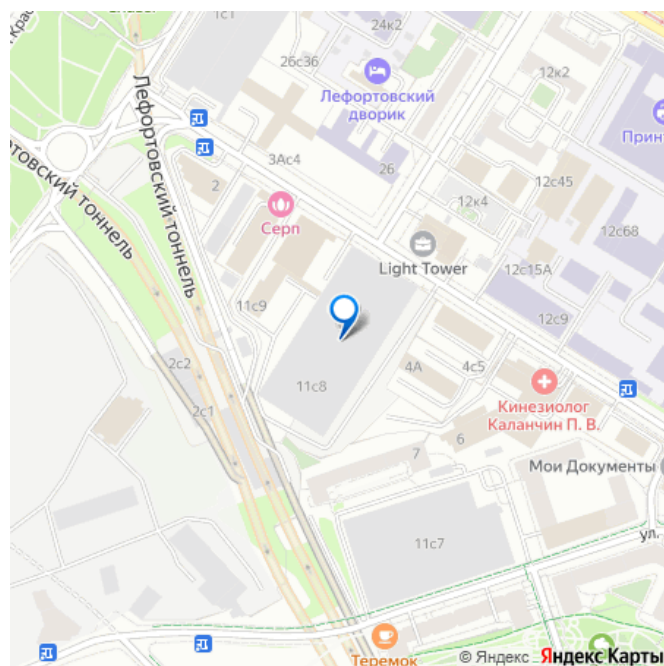 1с1
24к2
26с36
12к2
Лефортовский
дворик
Принт
Лефортовский тоннель
3Ас4
26
12с45
2
12к4
Серп
12с68
Light Tower
12с15А
11с9
12с9
2с2
4А
4с5
11с8
2с1
Кинезиолог
Каланчин П. В.
6
7
Мои Документы
11с7
ул.
Теремок
© Яндекс Яндекс Карты